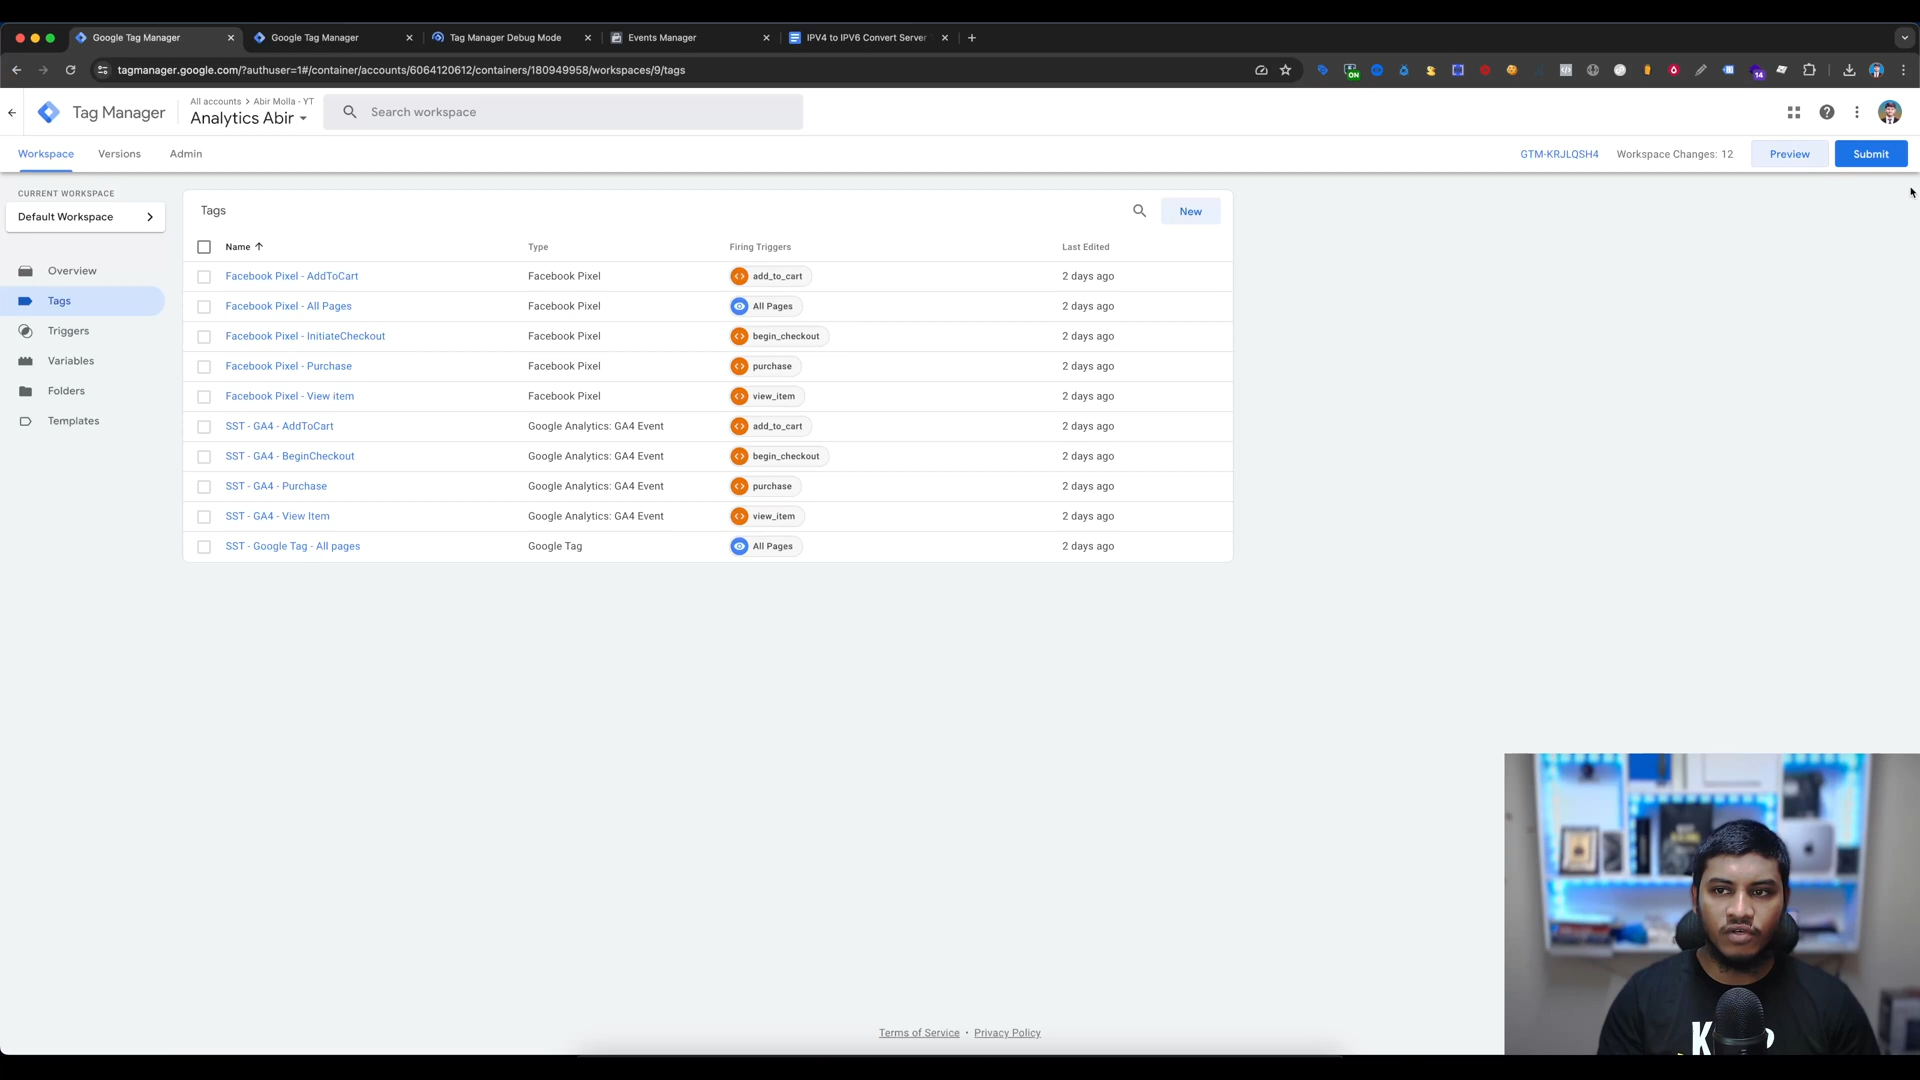 Google Tag Manager
Google Tag Manager
Tag Manager Debug Mode
Events Manager
IPV4 to IPV6 Convert Server
tagmanager.google.com/?authuser=1#/container/accounts/6064120612/containers/180949958/workspaces/9/tags
ON
14
Tag Manager
All accounts > Abir Molla - YT
Analytics Abir
Search workspace
Workspace
Versions
Admin
GTM-KRJLQSH4
Workspace Changes: 12
Preview
Submit
CURRENT WORKSPACE
Default Workspace
Overview
Tags
Triggers
Variables
Folders
Templates
Tags
New
Name Type Firing Triggers Last Edited
Facebook Pixel - AddToCart Facebook Pixel add_to_cart 2 days ago
Facebook Pixel - All Pages Facebook Pixel All Pages 2 days ago
Facebook Pixel - InitiateCheckout Facebook Pixel begin_checkout 2 days ago
Facebook Pixel - Purchase Facebook Pixel purchase 2 days ago
Facebook Pixel - View item Facebook Pixel view_item 2 days ago
SST - GA4 - AddToCart Google Analytics: GA4 Event add_to_cart 2 days ago
SST - GA4 - BeginCheckout Google Analytics: GA4 Event begin_checkout 2 days ago
SST - GA4 - Purchase Google Analytics: GA4 Event purchase 2 days ago
SST - GA4 - View Item Google Analytics: GA4 Event view_item 2 days ago
SST - Google Tag - All pages Google Tag All Pages 2 days ago
Terms of Service • Privacy Policy